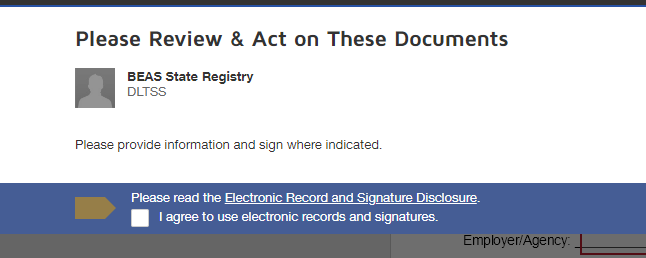 Please Review & Act on These Documents
BEAS State Registry
DLTSS
Please provide information and sign where indicated.
Please read the Electronic Record and Signature Disclosure.
I agree to use electronic records and signatures.
Employer/Agency: